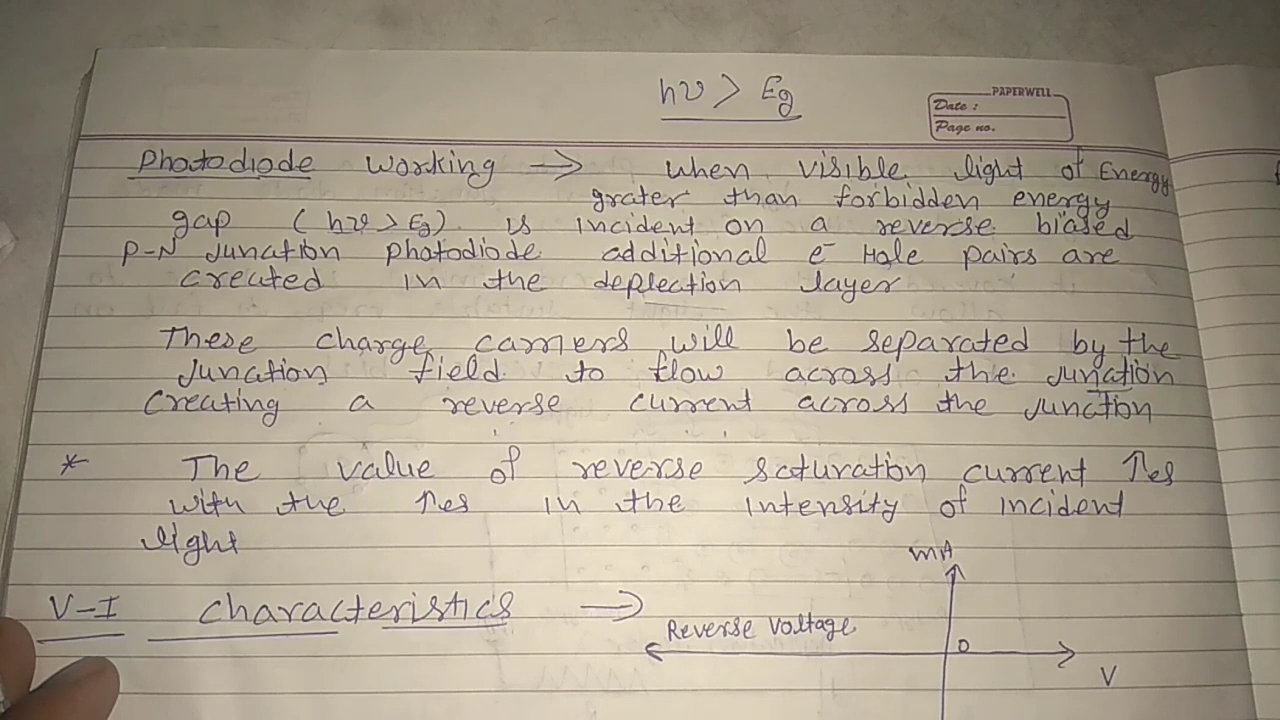 hν > Eg
PAPERWELL
Date :
Page no.
Photodiode working → when visible light of Energy
grater than forbidden energy
gap (hν > Eg) is incident on a reverse biased
P-N Junction photodiode additional e- Hole pairs are
created in the deplection layer
These charge carriers will be separated by the
Junation field to flow across the junation
Creating a reverse current across the junction
* The value of reverse saturation current ↑es
with the ↑es in the intensity of incident
light
mA
V-I characteristics →
Reverse voltage
O
V